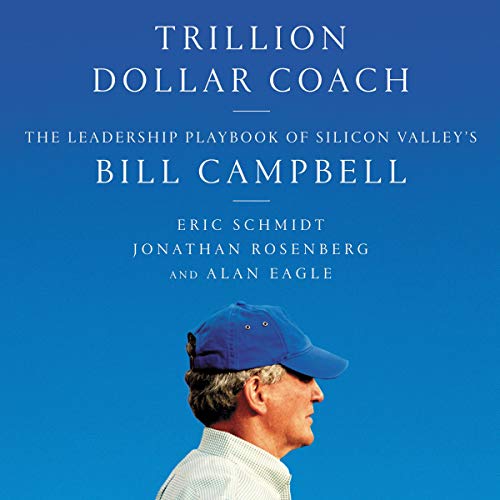 TRILLION
DOLLAR COACH
THE LEADERSHIP PLAYBOOK OF SILICON VALLEY'S
BILL CAMPBELL
ERIC SCHMIDT
JONATHAN ROSENBERG
AND ALAN EAGLE